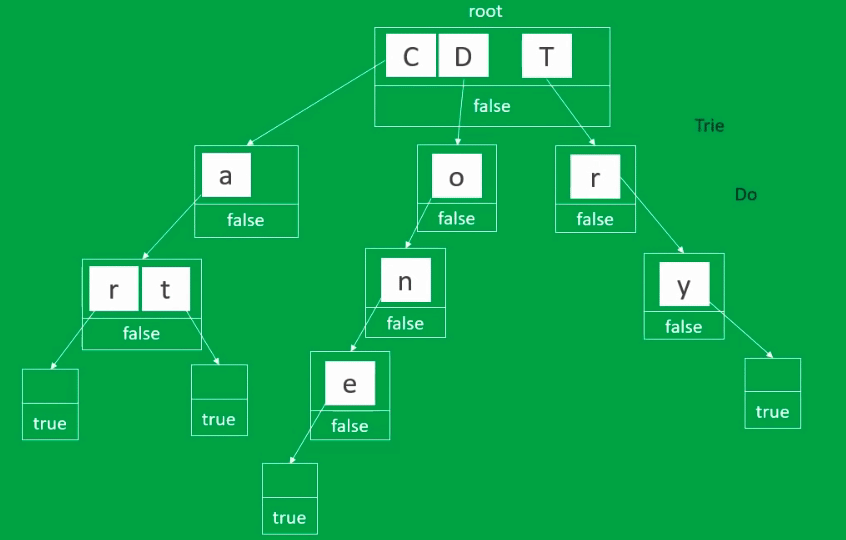 root
C D T
false
Trie
a
false
o
false
r
false
Do
r t
false
n
false
y
false
true
true
e
false
true
true